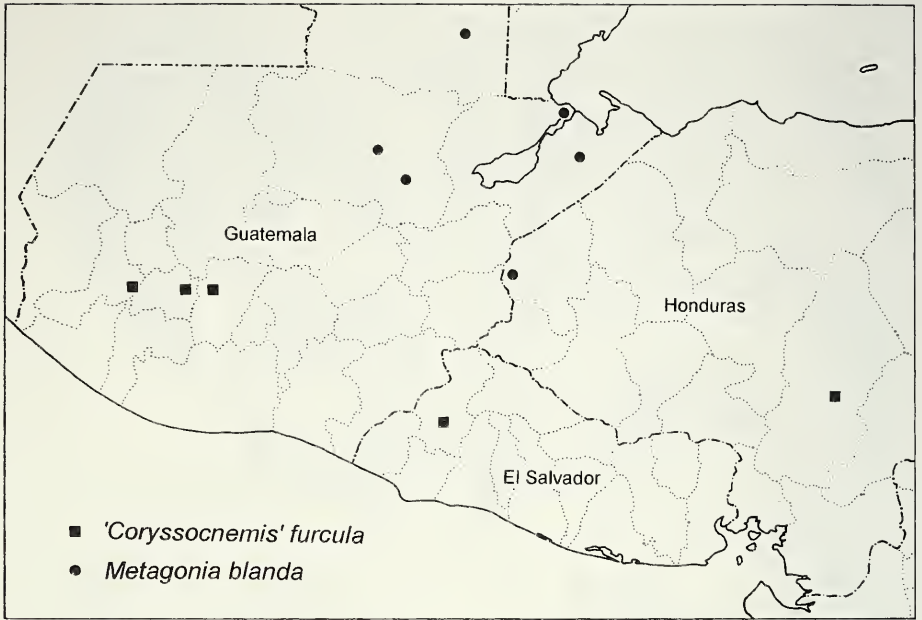 Guatemala
Honduras
El Salvador
'Coryssocnemis' furcula
Metagonia blanda